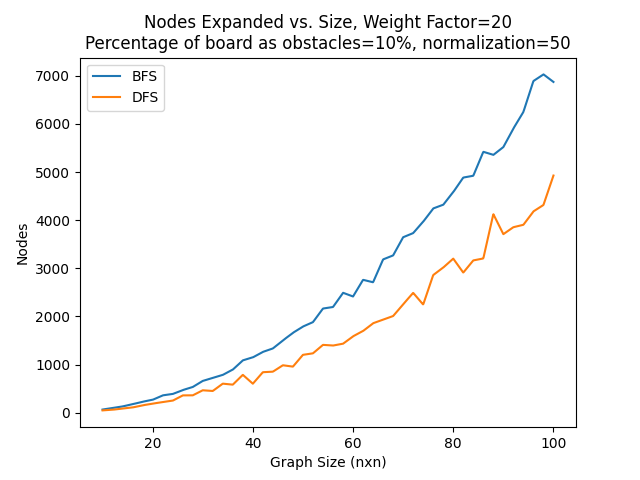 Nodes Expanded vs. Size, Weight Factor=20
Percentage of board as obstacles=10%, normalization=50
BFS
DFS
7000
6000
5000
4000
3000
2000
1000
0
Nodes
20 40 60 80 100
Graph Size (nxn)